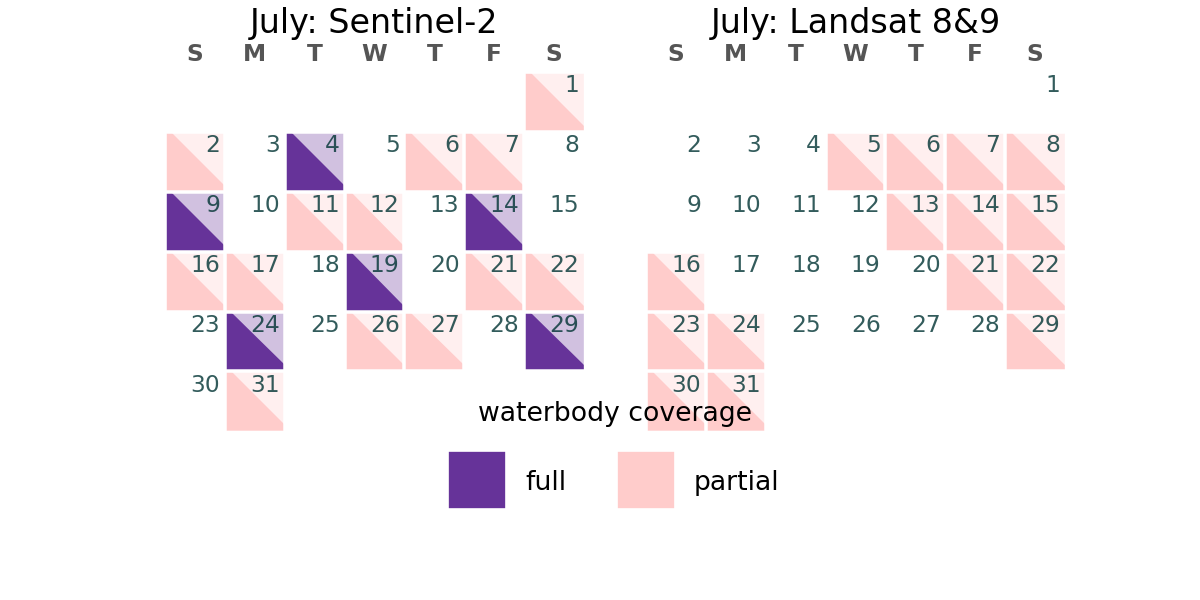 July: Sentinel-2
S M T W T F S
1
2 3 4 5 6 7 8
9 10 11 12 13 14 15
16 17 18 19 20 21 22
23 24 25 26 27 28 29
30 31
July: Landsat 8&9
S M T W T F S
1
2 3 4 5 6 7 8
9 10 11 12 13 14 15
16 17 18 19 20 21 22
23 24 25 26 27 28 29
30 31
waterbody coverage
full partial